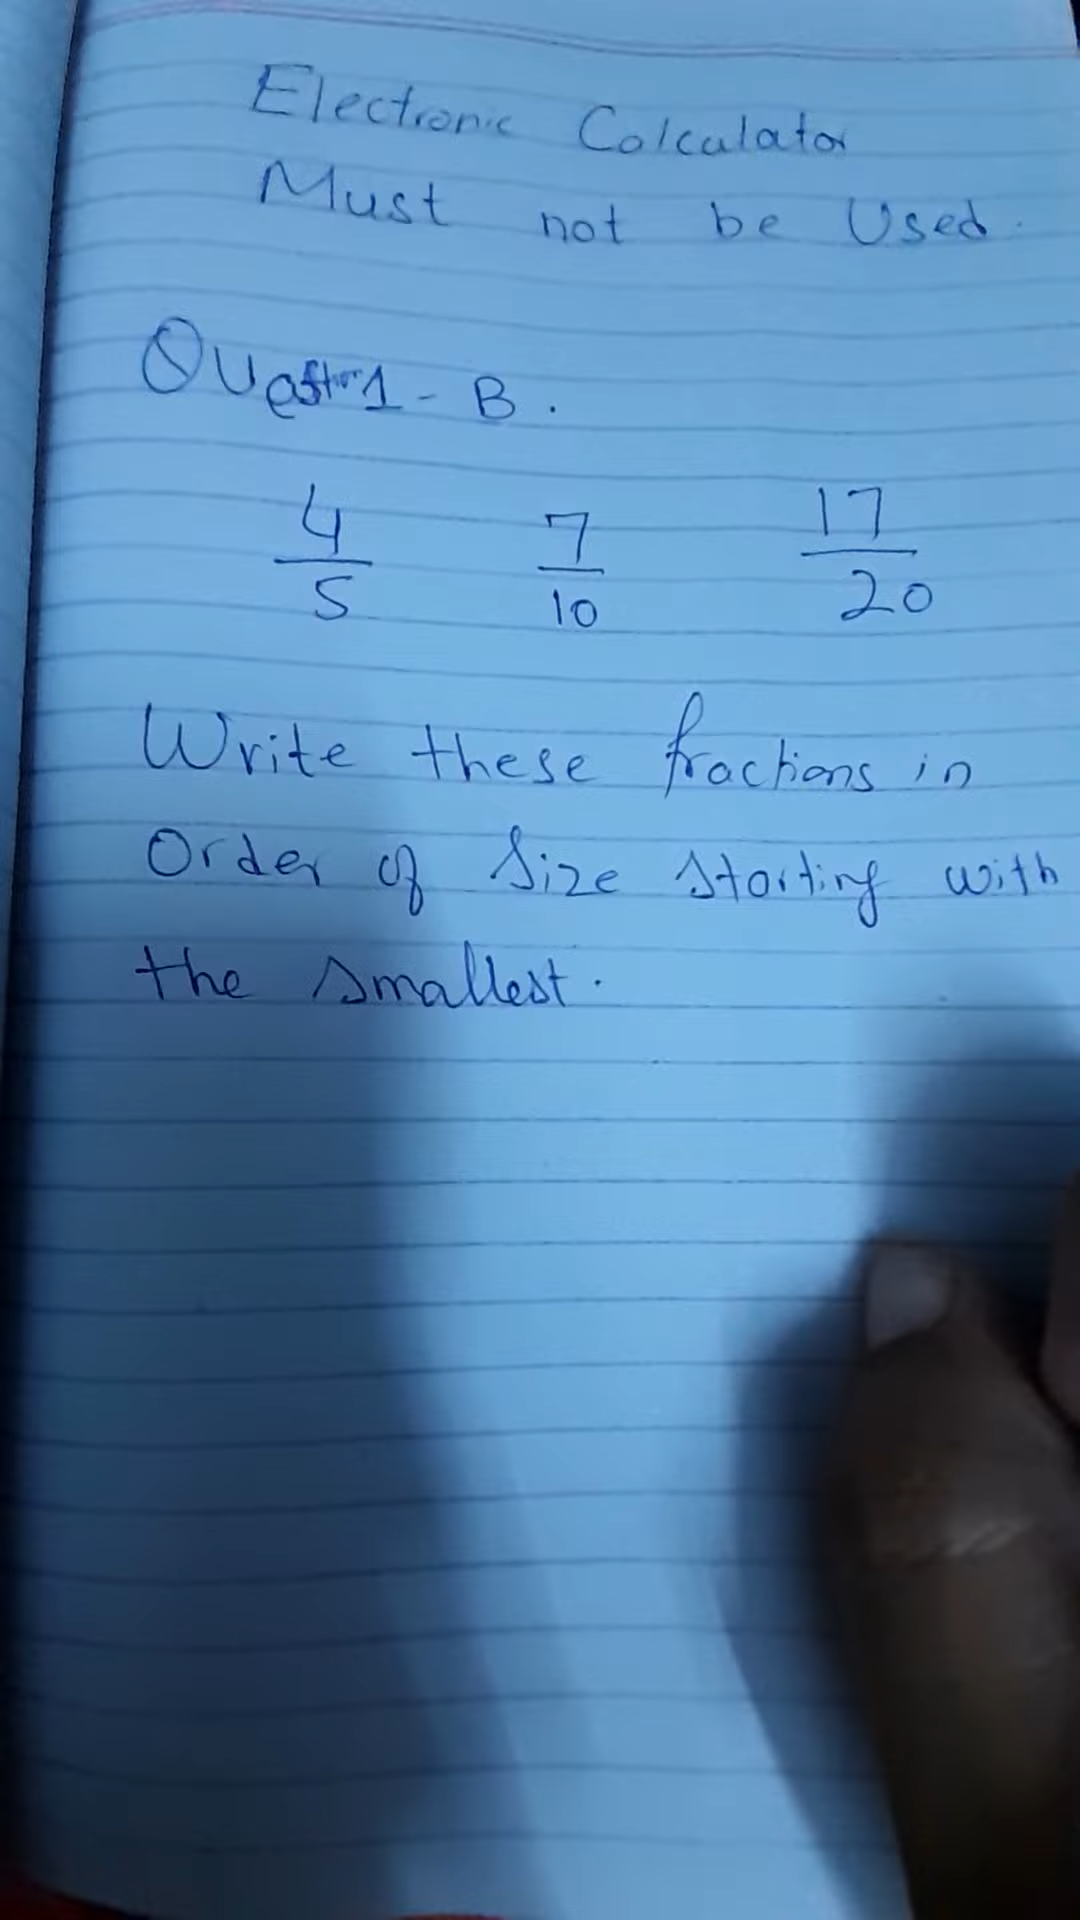 Electronic Calculator
Must not be Used.
Question 1 - B.
4/5 7/10 17/20
Write these fractions in
Order of Size Starting with
the Smallest.